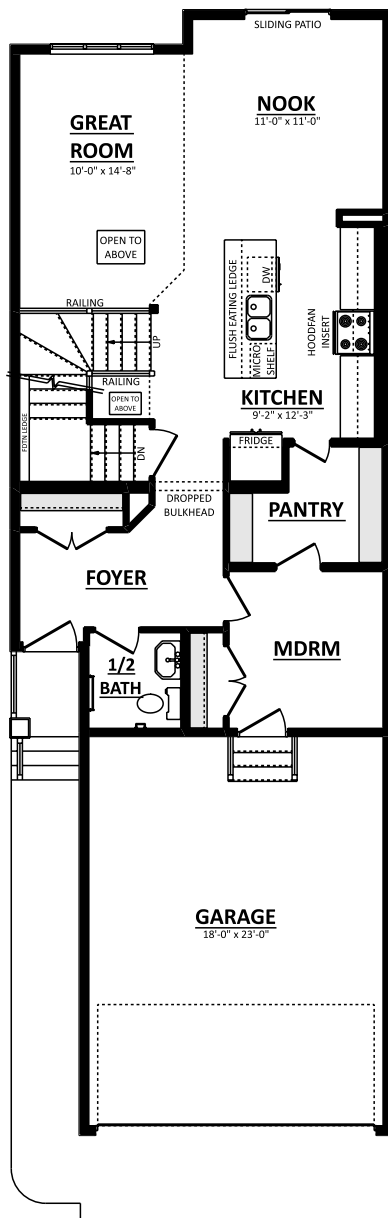 SLIDING PATIO
NOOK
11'-0" x 11'-0"
GREAT
ROOM
10'-0" x 14'-8"
OPEN TO
ABOVE
RAILING
UP
RAILING
OPEN TO
ABOVE
FDTN LEDGE
DN
FLUSH EATING LEDGE
DW
MICRO
SHELF
HOODFAN
INSERT
KITCHEN
9'-2" x 12'-3"
FRIDGE
DROPPED
BULKHEAD
PANTRY
FOYER
MDRM
1/2
BATH
GARAGE
18'-0" x 23'-0"